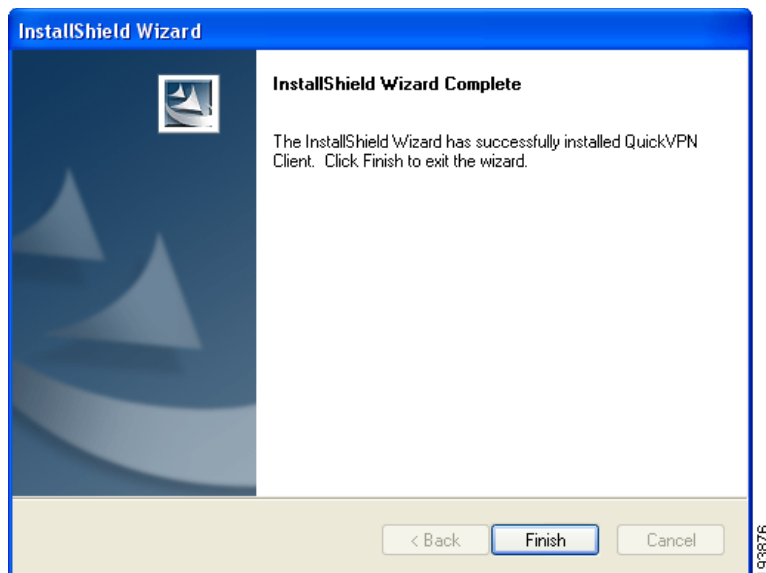 InstallShield Wizard
InstallShield Wizard Complete
The InstallShield Wizard has successfully installed QuickVPN
Client. Click Finish to exit the wizard.
< Back
Finish
Cancel
193876